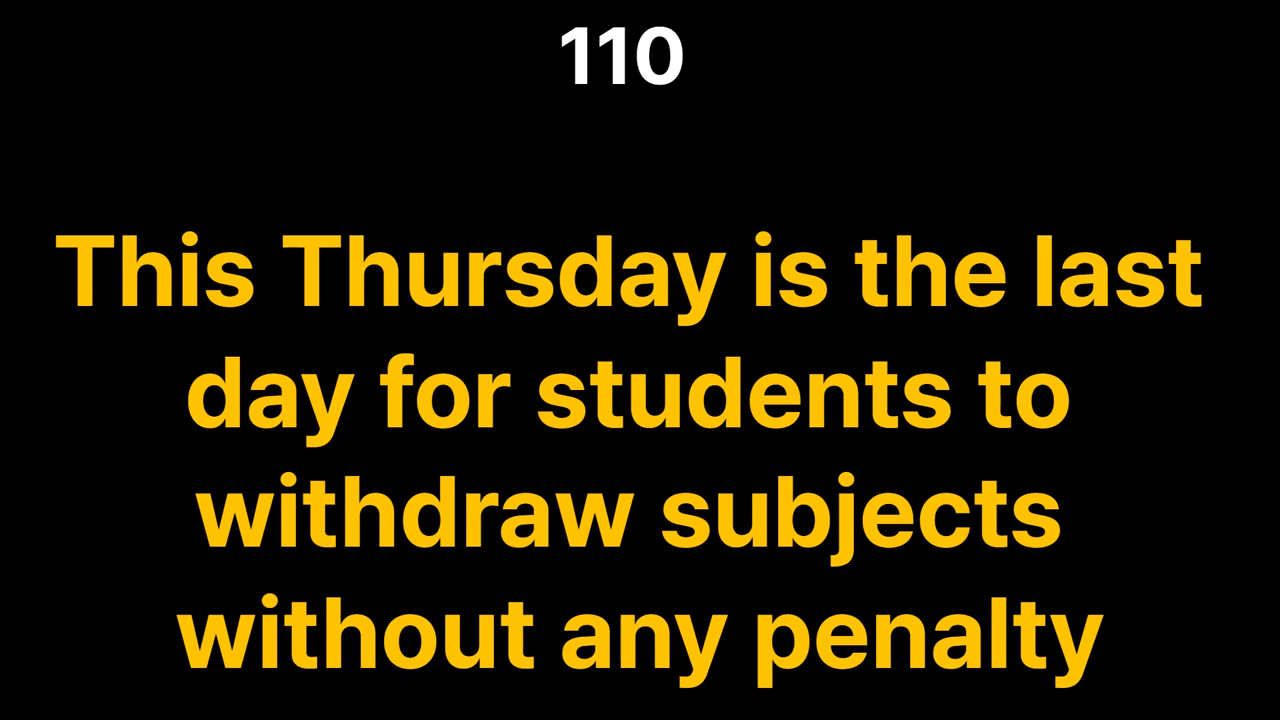 110
This Thursday is the last
day for students to
withdraw subjects
without any penalty